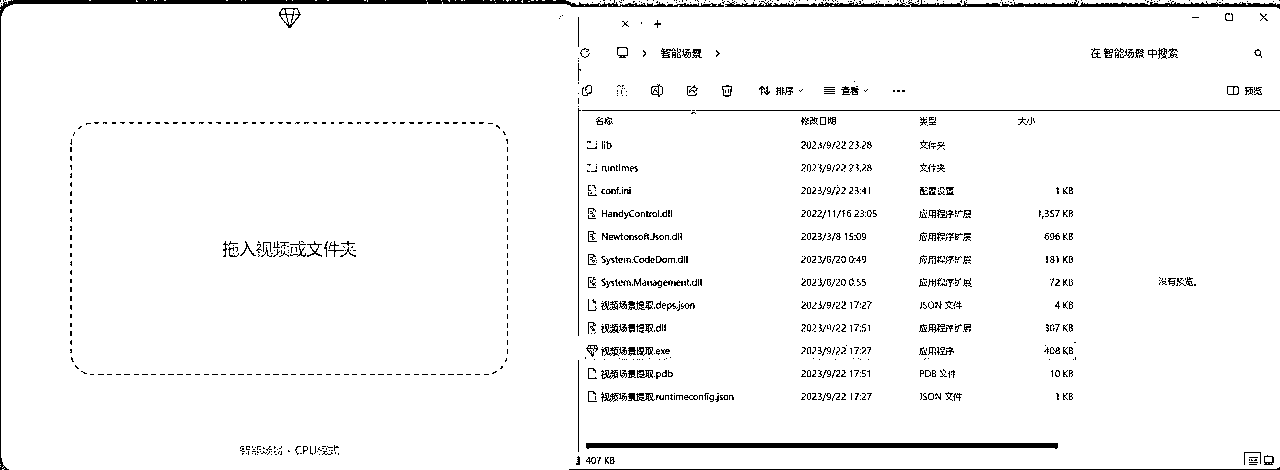 拖入视频或文件夹
智能场景 · CPU模式
智能场景
在 智能场景 中搜索
排序 查看 预览
名称 修改日期 类型 大小
lib 2023/9/22 23:28 文件夹
runtimes 2023/9/22 23:28 文件夹
conf.ini 2023/9/22 23:41 配置设置 1 KB
HandyControl.dll 2022/11/16 23:05 应用程序扩展 1,357 KB
Newtonsoft.Json.dll 2023/3/8 15:09 应用程序扩展 696 KB
System.CodeDom.dll 2023/8/20 0:49 应用程序扩展 181 KB
System.Management.dll 2023/8/20 0:55 应用程序扩展 72 KB
没有预览。
视频场景提取.deps.json 2023/9/22 17:27 JSON 文件 4 KB
视频场景提取.dll 2023/9/22 17:51 应用程序扩展 307 KB
视频场景提取.exe 2023/9/22 17:27 应用程序 408 KB
视频场景提取.pdb 2023/9/22 17:51 PDB 文件 10 KB
视频场景提取.runtimeconfig.json 2023/9/22 17:27 JSON 文件 1 KB
407 KB